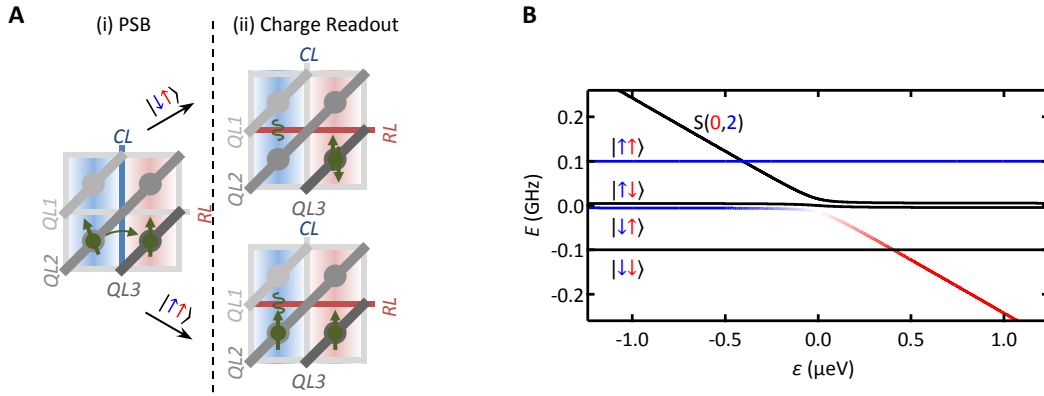 A
(i) PSB
(ii) Charge Readout
|↓↑⟩
CL
QL1
QL2
QL3
RL
|↑↑⟩
CL
QL1
RL
QL2
QL3
CL
QL1
RL
QL2
QL3
B
E (GHz)
0.2
0.1
0.0
-0.1
-0.2
S(0,2)
|↑↑⟩
|↑↓⟩
|↓↑⟩
|↓↓⟩
-1.0 -0.5 0.0 0.5 1.0
ε (µeV)